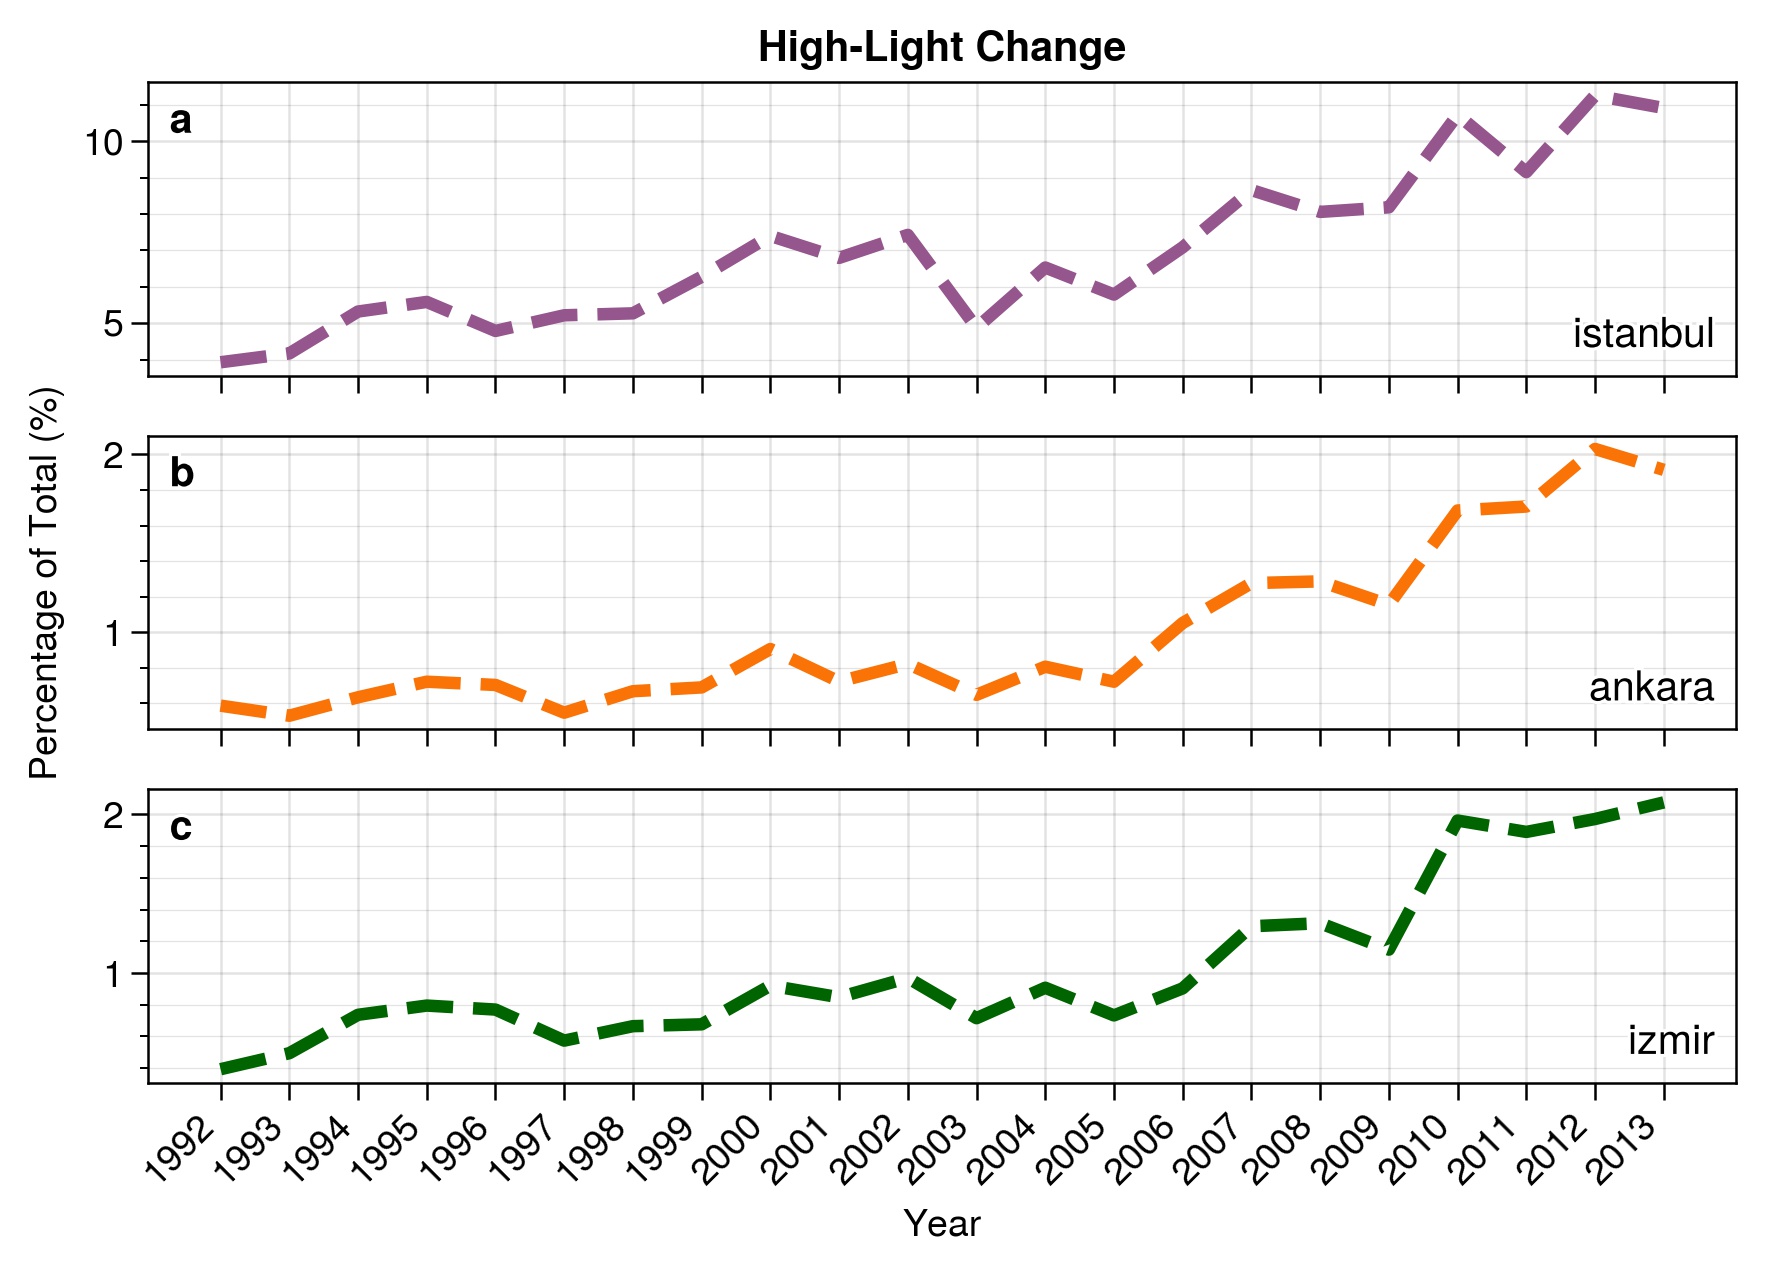 High-Light Change
a
10
5
istanbul
Percentage of Total (%)
b
2
1
ankara
c
2
1
izmir
1992 1993 1994 1995 1996 1997 1998 1999 2000 2001 2002 2003 2004 2005 2006 2007 2008 2009 2010 2011 2012 2013
Year